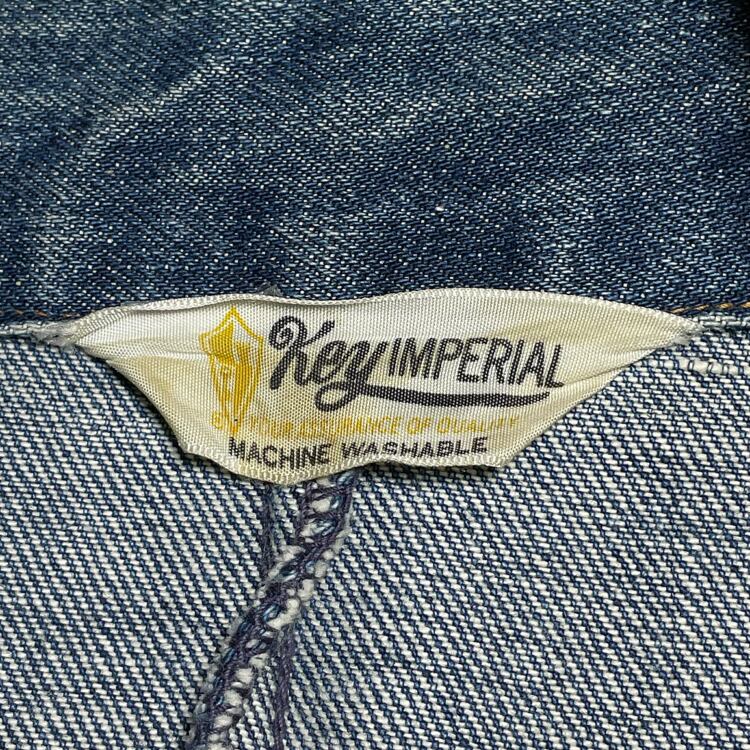 Key IMPERIAL
YOUR ASSURANCE OF QUALITY
MACHINE WASHABLE